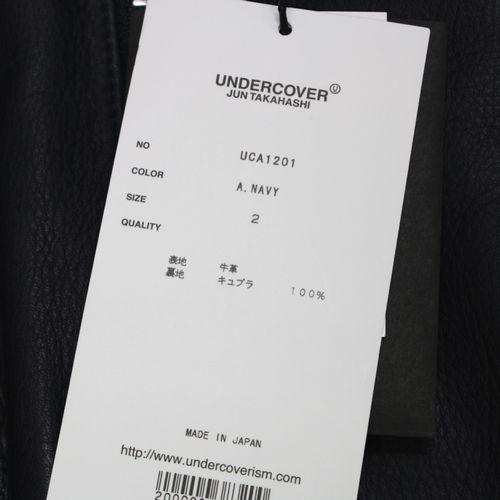 UNDERCOVER Ⓤ
JUN TAKAHASHI
NO UCA1201
COLOR A.NAVY
SIZE 2
QUALITY
表地 牛革
裏地 キュプラ 100%
MADE IN JAPAN
http://www.undercoverism.com